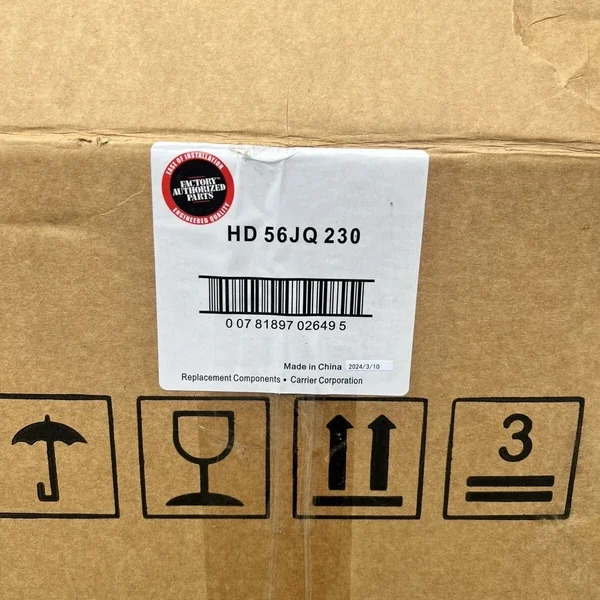 EASE OF INSTALLATION
FACTORY
AUTHORIZED
PARTS™
ENGINEERED QUALITY
HD 56JQ 230
0 07 81897 02649 5
Made in China 2024/3/10
Replacement Components • Carrier Corporation
3